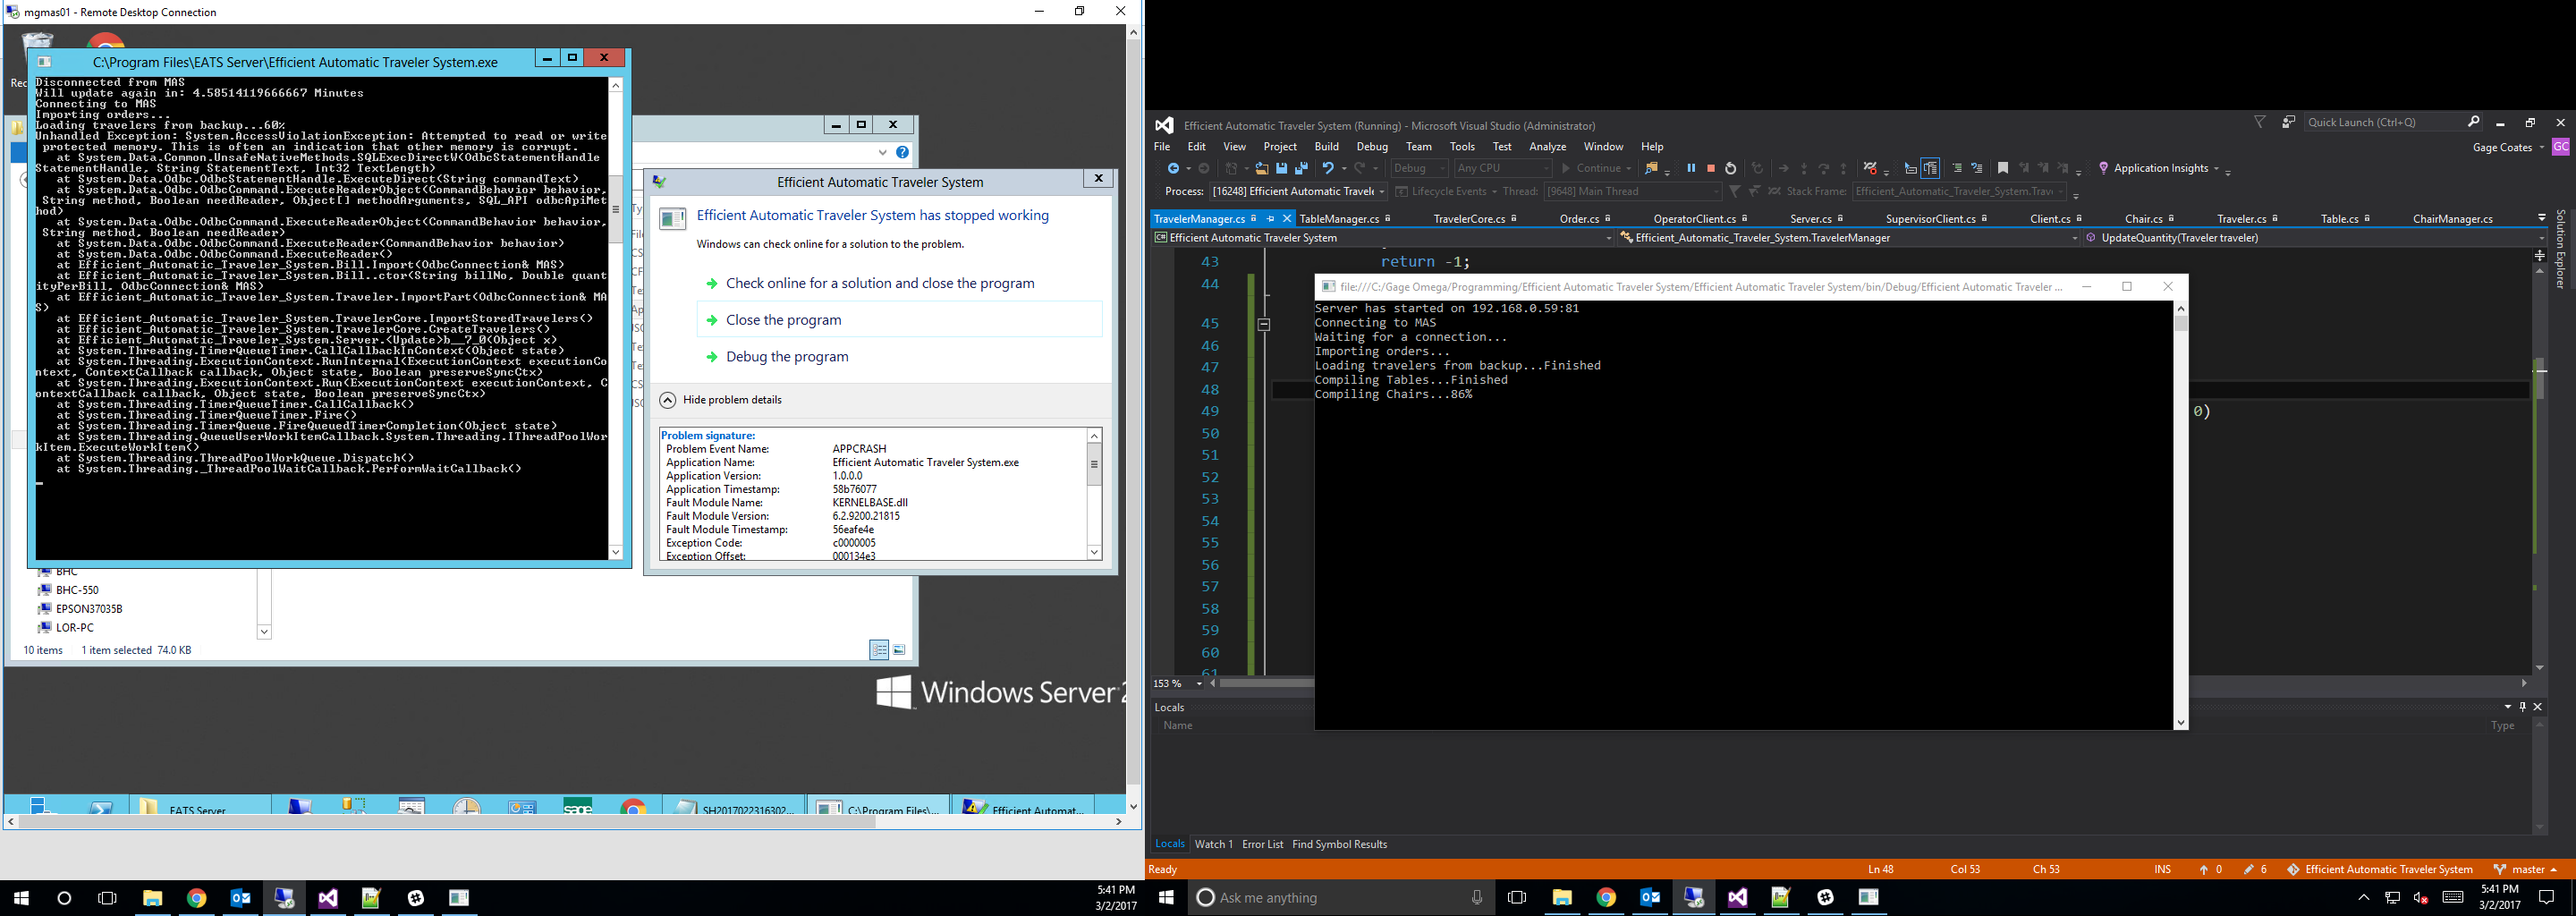 mgmas01 - Remote Desktop Connection
Rec
C:\Program Files\EATS Server\Efficient Automatic Traveler System.exe
Disconnected from MAS
Will update again in: 4.58514119666667 Minutes
Connecting to MAS
Importing orders...
Loading travelers from backup...60%
Unhandled Exception: System.AccessViolationException: Attempted to read or write
 protected memory. This is often an indication that other memory is corrupt.
   at System.Data.Common.UnsafeNativeMethods.SQLExecDirectW(OdbcStatementHandle
StatementHandle, String StatementText, Int32 TextLength)
   at System.Data.Odbc.OdbcStatementHandle.ExecuteDirect(String commandText)
   at System.Data.Odbc.OdbcCommand.ExecuteReaderObject(CommandBehavior behavior,
 String method, Boolean needReader, Object[] methodArguments, SQL_API odbcApiMet
hod)
   at System.Data.Odbc.OdbcCommand.ExecuteReaderObject(CommandBehavior behavior,
 String method, Boolean needReader)
   at System.Data.Odbc.OdbcCommand.ExecuteReader(CommandBehavior behavior)
   at System.Data.Odbc.OdbcCommand.ExecuteReader()
   at Efficient_Automatic_Traveler_System.Bill.Import(OdbcConnection& MAS)
   at Efficient_Automatic_Traveler_System.Bill..ctor(String billNo, Double quant
ityPerBill, OdbcConnection& MAS)
   at Efficient_Automatic_Traveler_System.Traveler.ImportPart(OdbcConnection& MA
S)
   at Efficient_Automatic_Traveler_System.TravelerCore.ImportStoredTravelers()
   at Efficient_Automatic_Traveler_System.TravelerCore.CreateTravelers()
   at Efficient_Automatic_Traveler_System.Server.<Update>b__7_0(Object x)
   at System.Threading.TimerQueueTimer.CallCallbackInContext(Object state)
   at System.Threading.ExecutionContext.RunInternal(ExecutionContext executionCo
ntext, ContextCallback callback, Object state, Boolean preserveSyncCtx)
   at System.Threading.ExecutionContext.Run(ExecutionContext executionContext, C
ontextCallback callback, Object state, Boolean preserveSyncCtx)
   at System.Threading.TimerQueueTimer.CallCallback()
   at System.Threading.TimerQueueTimer.Fire()
   at System.Threading.TimerQueue.FireQueuedTimerCompletion(Object state)
   at System.Threading.QueueUserWorkItemCallback.System.Threading.IThreadPoolWor
kItem.ExecuteWorkItem()
   at System.Threading.ThreadPoolWorkQueue.Dispatch()
   at System.Threading._ThreadPoolWaitCallback.PerformWaitCallback()
Efficient Automatic Traveler System
Efficient Automatic Traveler System has stopped working
Windows can check online for a solution to the problem.
Check online for a solution and close the program
Close the program
Debug the program
Hide problem details
Problem signature:
Problem Event Name: APPCRASH
Application Name: Efficient Automatic Traveler System.exe
Application Version: 1.0.0.0
Application Timestamp: 58b76077
Fault Module Name: KERNELBASE.dll
Fault Module Version: 6.2.9200.21815
Fault Module Timestamp: 56eafe4e
Exception Code: c0000005
Exception Offset: 000134e3
BHC
BHC-550
EPSON37035B
LOR-PC
10 items 1 item selected 74.0 KB
Windows Server 2
EATS Server
sage
SH2017022316302...
C:\Program Files\...
Efficient Automat...
5:41 PM
3/2/2017
Efficient Automatic Traveler System (Running) - Microsoft Visual Studio (Administrator)
Quick Launch (Ctrl+Q)
File Edit View Project Build Debug Team Tools Test Analyze Window Help
Gage Coates GC
Debug Any CPU Continue Application Insights
Process: [16248] Efficient Automatic Travele Lifecycle Events Thread: [9648] Main Thread Stack Frame: Efficient_Automatic_Traveler_System.Trav
TravelerManager.cs TableManager.cs TravelerCore.cs Order.cs OperatorClient.cs Server.cs SupervisorClient.cs Client.cs Chair.cs Traveler.cs Table.cs ChairManager.cs
Efficient Automatic Traveler System Efficient_Automatic_Traveler_System.TravelerManager UpdateQuantity(Traveler traveler)
Solution Explorer
43 return -1;
44
45
46
47
48
49 0)
50
51
52
53
54
55
56
57
58
59
60
61
file:///C:/Gage Omega/Programming/Efficient Automatic Traveler System/Efficient Automatic Traveler System/bin/Debug/Efficient Automatic Traveler ...
Server has started on 192.168.0.59:81
Connecting to MAS
Waiting for a connection...
Importing orders...
Loading travelers from backup...Finished
Compiling Tables...Finished
Compiling Chairs...86%
153 %
Locals
Name Type
Locals Watch 1 Error List Find Symbol Results
Ready Ln 48 Col 53 Ch 53 INS 0 6 Efficient Automatic Traveler System master
Ask me anything
5:41 PM
3/2/2017